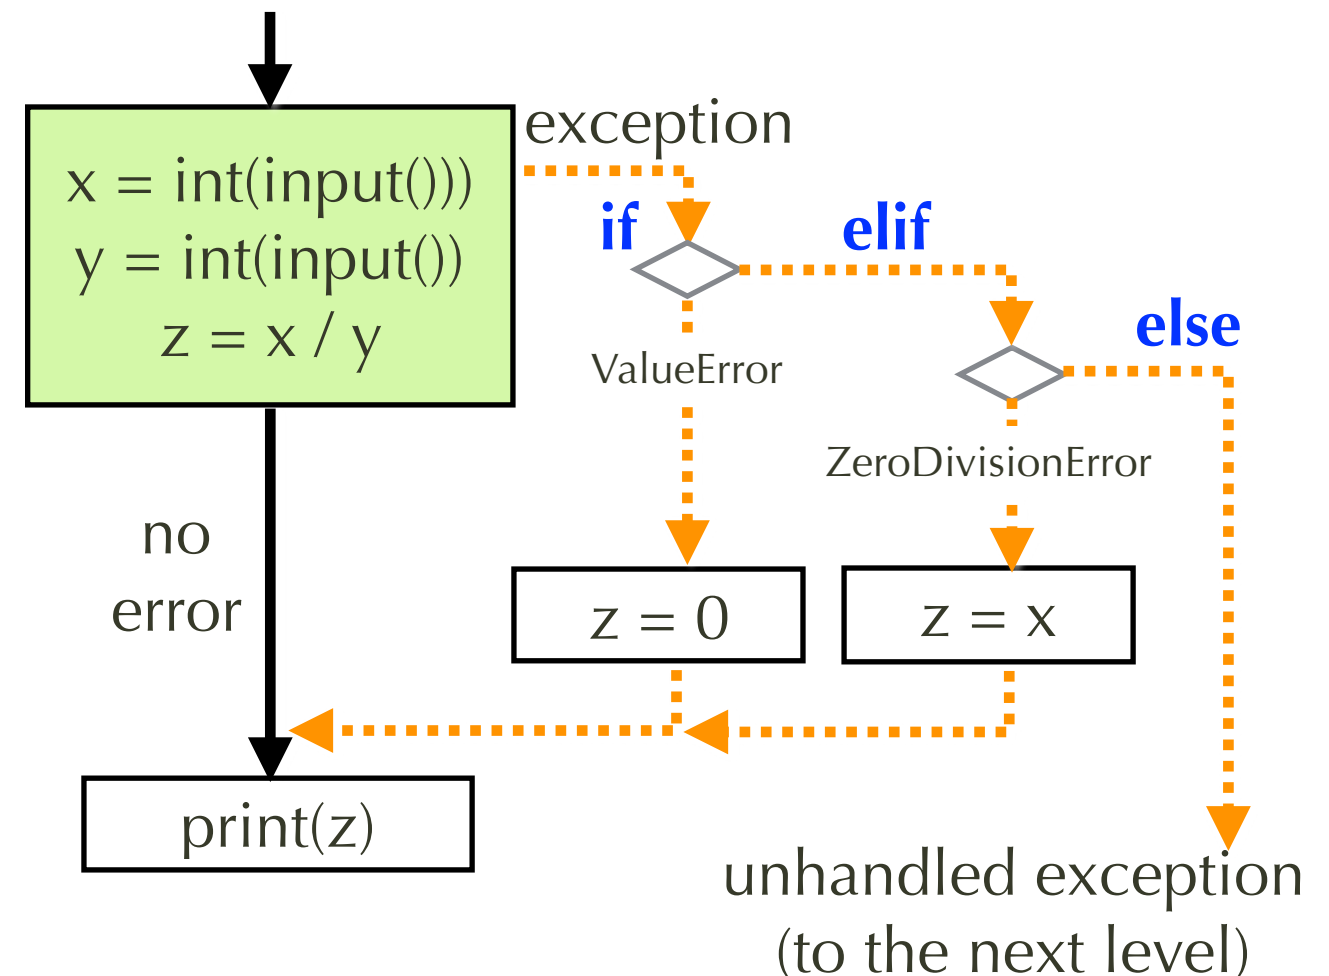 x = int(input()))
y = int(input())
z = x / y
exception
if
elif
else
ValueError
ZeroDivisionError
no
error
z = 0
z = x
print(z)
unhandled exception
(to the next level)